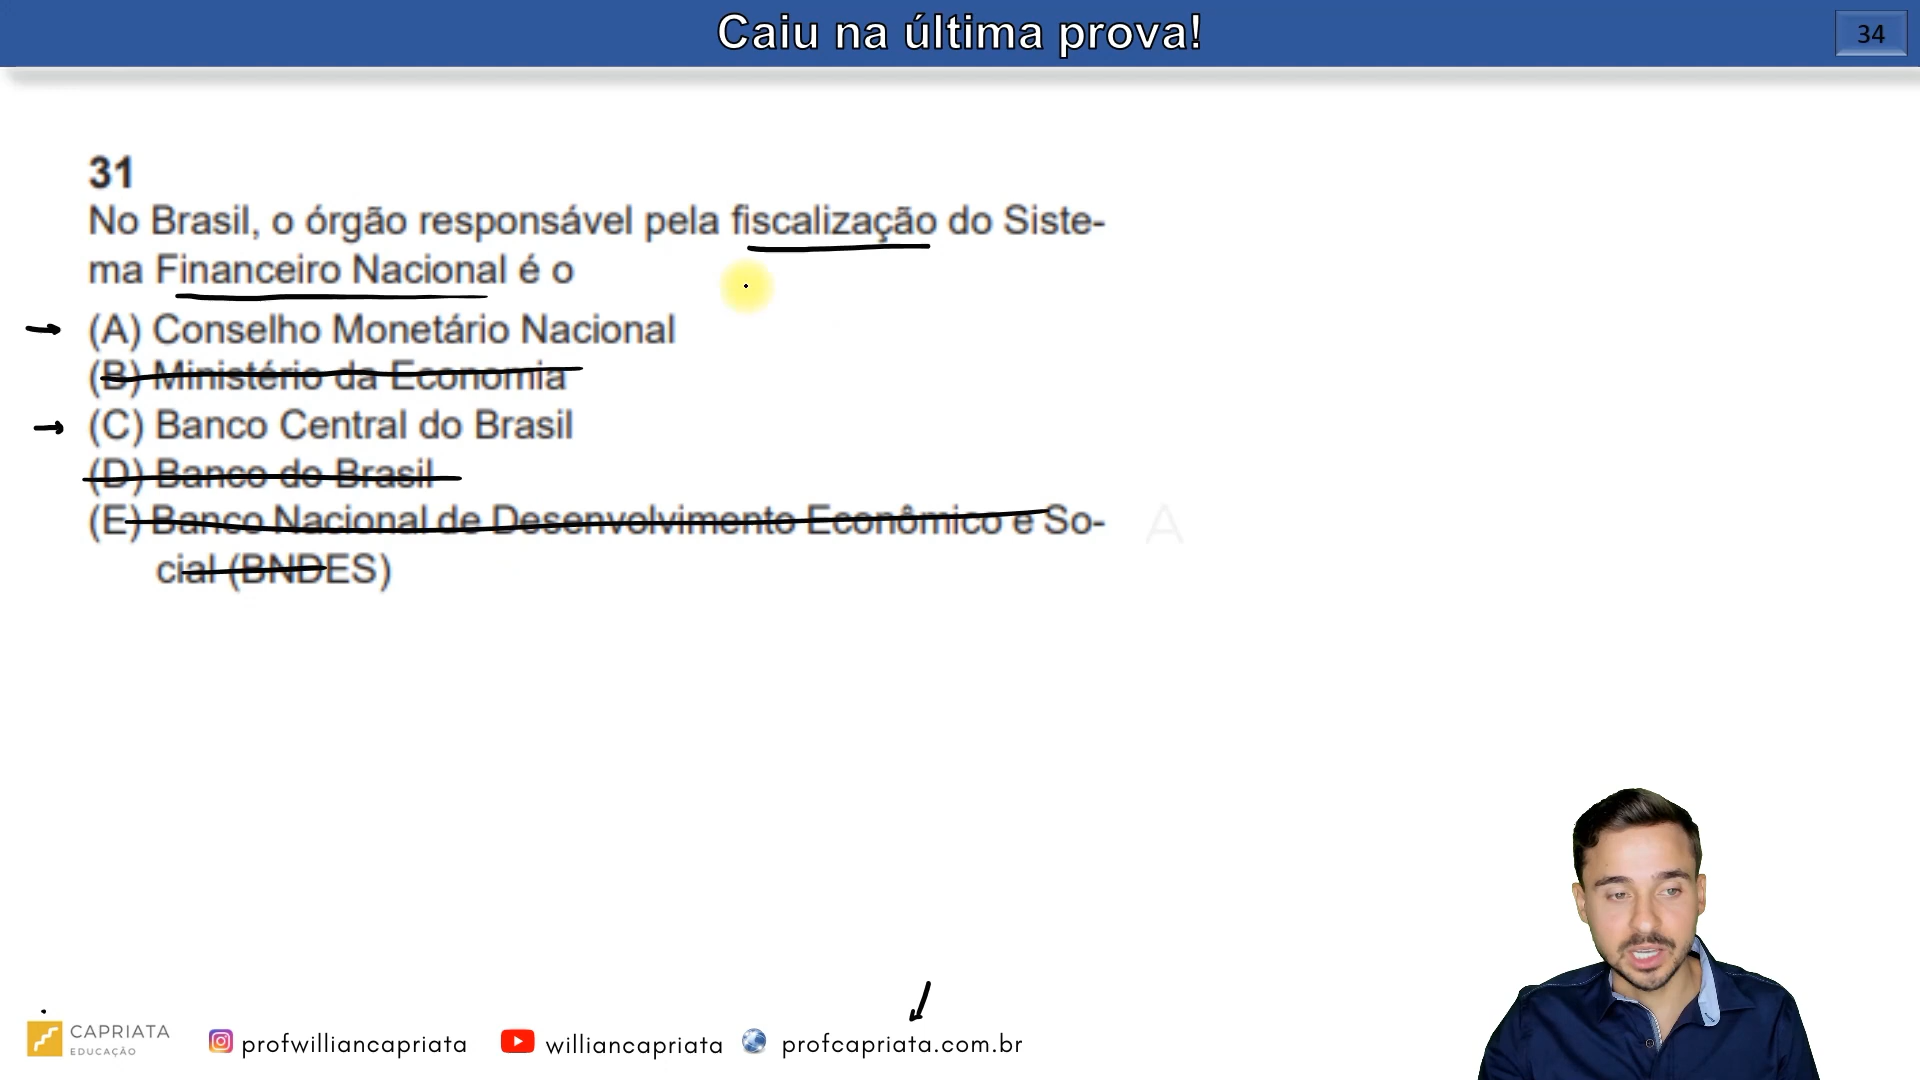 Caiu na última prova!
34
31
No Brasil, o órgão responsável pela fiscalização do Siste-
ma Financeiro Nacional é o
(A) Conselho Monetário Nacional
(B) Ministério da Economia
(C) Banco Central do Brasil
(D) Banco do Brasil
(E) Banco Nacional de Desenvolvimento Econômico e So-
cial (BNDES)
A
CAPRIATA
EDUCAÇÃO
profwilliancapriata
williancapriata
profcapriata.com.br